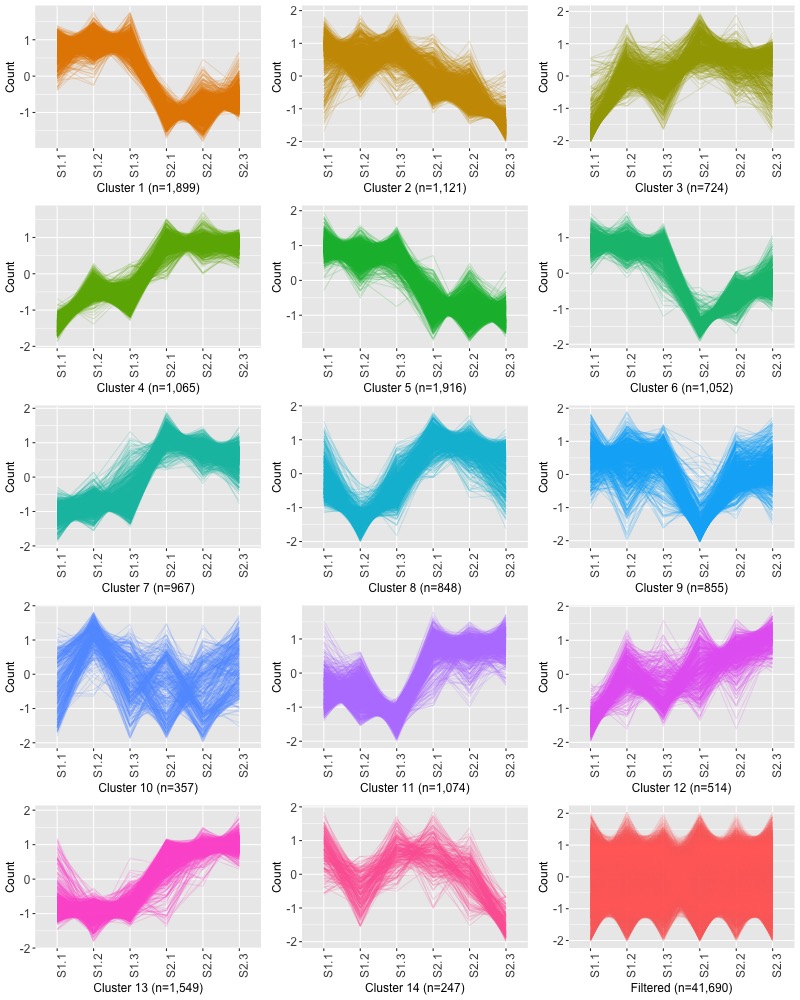 Count
1
0
-1
S1.1 S1.2 S1.3 S2.1 S2.2 S2.3
Cluster 1 (n=1,899)
Count
2
1
0
-1
-2
S1.1 S1.2 S1.3 S2.1 S2.2 S2.3
Cluster 2 (n=1,121)
Count
2
1
0
-1
-2
S1.1 S1.2 S1.3 S2.1 S2.2 S2.3
Cluster 3 (n=724)
Count
1
0
-1
-2
S1.1 S1.2 S1.3 S2.1 S2.2 S2.3
Cluster 4 (n=1,065)
Count
2
1
0
-1
S1.1 S1.2 S1.3 S2.1 S2.2 S2.3
Cluster 5 (n=1,916)
Count
1
0
-1
-2
S1.1 S1.2 S1.3 S2.1 S2.2 S2.3
Cluster 6 (n=1,052)
Count
2
1
0
-1
-2
S1.1 S1.2 S1.3 S2.1 S2.2 S2.3
Cluster 7 (n=967)
Count
2
1
0
-1
-2
S1.1 S1.2 S1.3 S2.1 S2.2 S2.3
Cluster 8 (n=848)
Count
2
1
0
-1
-2
S1.1 S1.2 S1.3 S2.1 S2.2 S2.3
Cluster 9 (n=855)
Count
2
1
0
-1
-2
S1.1 S1.2 S1.3 S2.1 S2.2 S2.3
Cluster 10 (n=357)
Count
1
0
-1
-2
S1.1 S1.2 S1.3 S2.1 S2.2 S2.3
Cluster 11 (n=1,074)
Count
2
1
0
-1
-2
S1.1 S1.2 S1.3 S2.1 S2.2 S2.3
Cluster 12 (n=514)
Count
2
1
0
-1
-2
S1.1 S1.2 S1.3 S2.1 S2.2 S2.3
Cluster 13 (n=1,549)
Count
2
1
0
-1
-2
S1.1 S1.2 S1.3 S2.1 S2.2 S2.3
Cluster 14 (n=247)
Count
2
1
0
-1
-2
S1.1 S1.2 S1.3 S2.1 S2.2 S2.3
Filtered (n=41,690)